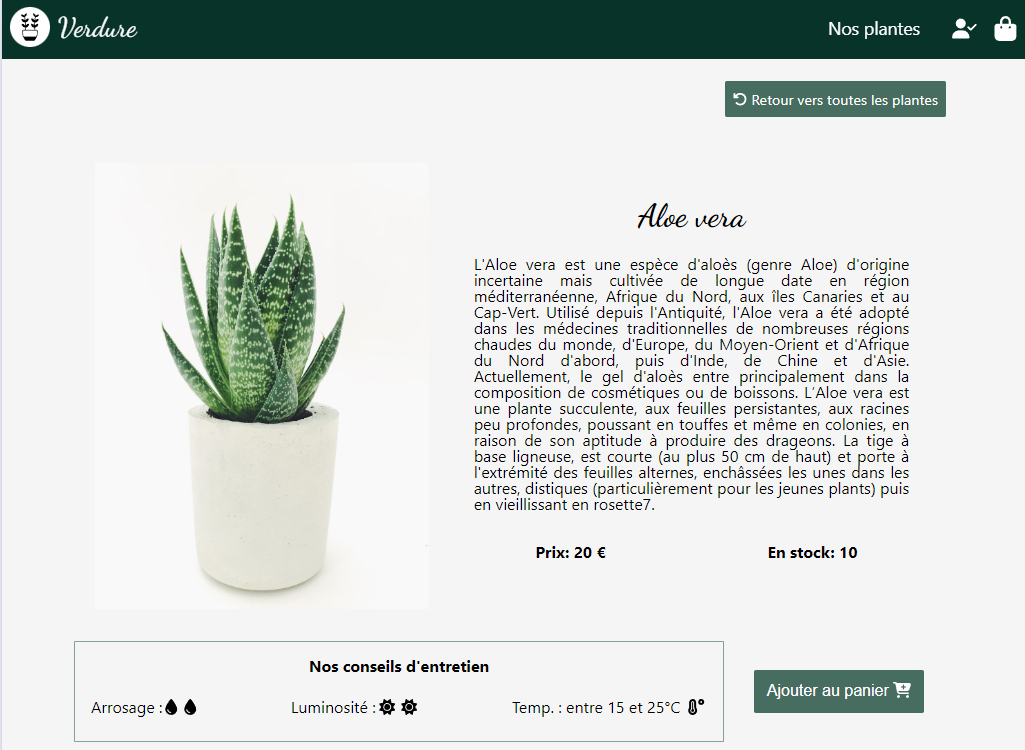 Verdure
Nos plantes
Retour vers toutes les plantes
Aloe vera
L'Aloe vera est une espèce d'aloès (genre Aloe) d'origine
incertaine mais cultivée de longue date en région
méditerranéenne, Afrique du Nord, aux îles Canaries et au
Cap-Vert. Utilisé depuis l'Antiquité, l'Aloe vera a été adopté
dans les médecines traditionnelles de nombreuses régions
chaudes du monde, d'Europe, du Moyen-Orient et d'Afrique
du Nord d'abord, puis d'Inde, de Chine et d'Asie.
Actuellement, le gel d'aloès entre principalement dans la
composition de cosmétiques ou de boissons. L'Aloe vera est
une plante succulente, aux feuilles persistantes, aux racines
peu profondes, poussant en touffes et même en colonies, en
raison de son aptitude à produire des drageons. La tige à
base ligneuse, est courte (au plus 50 cm de haut) et porte à
l'extrémité des feuilles alternes, enchâssées les unes dans les
autres, distiques (particulièrement pour les jeunes plants) puis
en vieillissant en rosette7.
Prix: 20 €
En stock: 10
Nos conseils d'entretien
Arrosage :
Luminosité :
Temp. : entre 15 et 25°C
Ajouter au panier